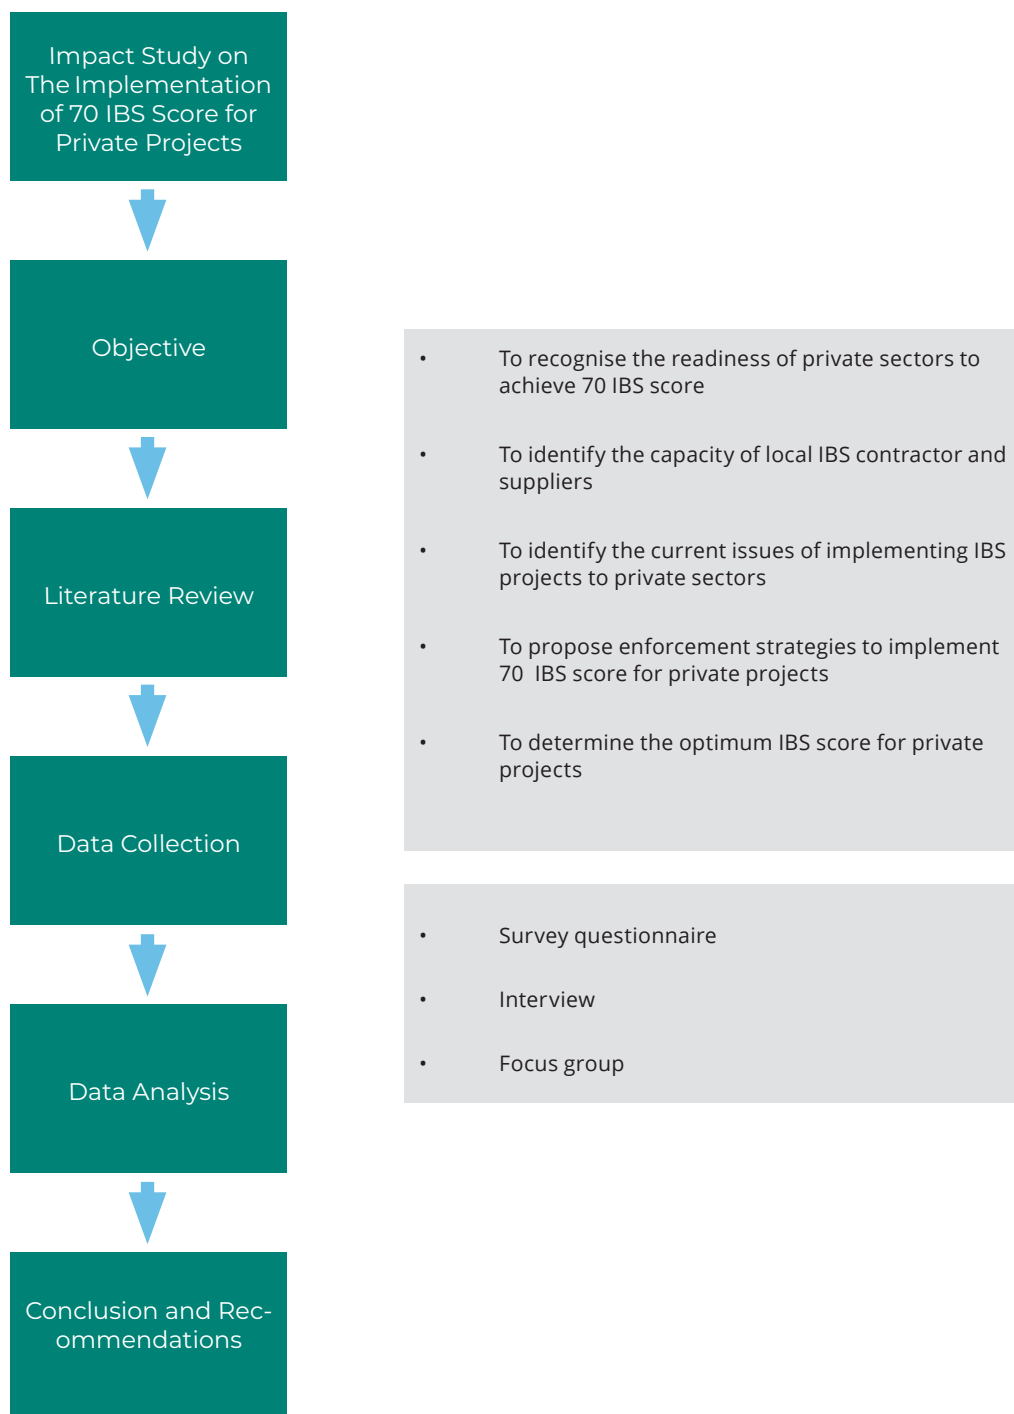 Impact Study on
The Implementation
of 70 IBS Score for
Private Projects
Objective
• To recognise the readiness of private sectors to
achieve 70 IBS score
• To identify the capacity of local IBS contractor and
suppliers
• To identify the current issues of implementing IBS
projects to private sectors
• To propose enforcement strategies to implement
70 IBS score for private projects
• To determine the optimum IBS score for private
projects
Literature Review
Data Collection
• Survey questionnaire
• Interview
• Focus group
Data Analysis
Conclusion and Rec-
ommendations